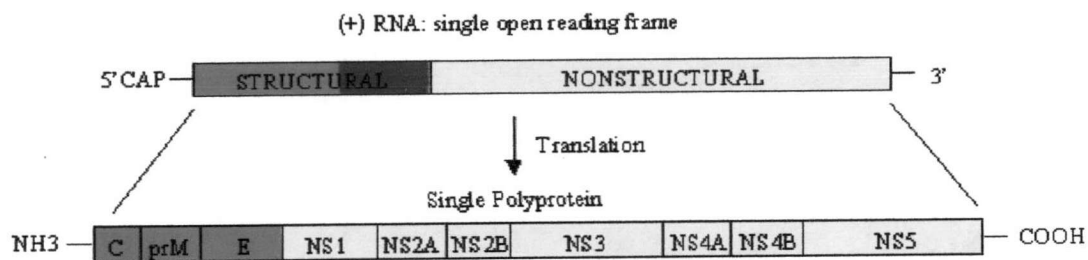 (+) RNA: single open reading frame
5' CAP STRUCTURAL NONSTRUCTURAL 3'
Translation
Single Polyprotein
NH3 C prM E NS1 NS2A NS2B NS3 NS4A NS4B NS5 COOH